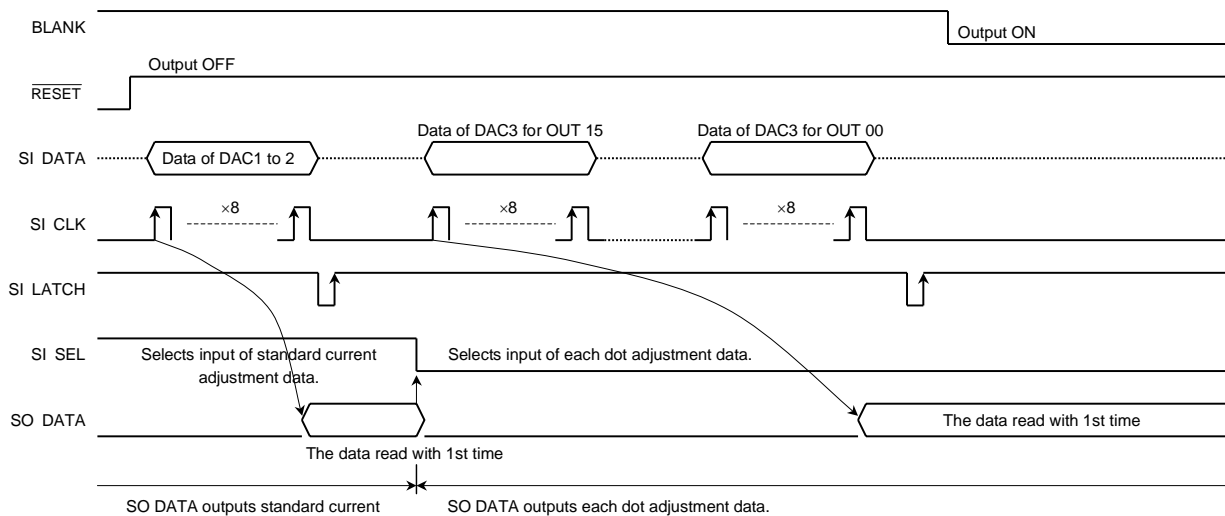 BLANK
Output ON
Output OFF
RESET
Data of DAC3 for OUT 15
Data of DAC3 for OUT 00
SI DATA
Data of DAC1 to 2
×8
×8
×8
SI CLK
SI LATCH
SI SEL
Selects input of standard current
adjustment data.
Selects input of each dot adjustment data.
SO DATA
The data read with 1st time
The data read with 1st time
SO DATA outputs standard current
SO DATA outputs each dot adjustment data.